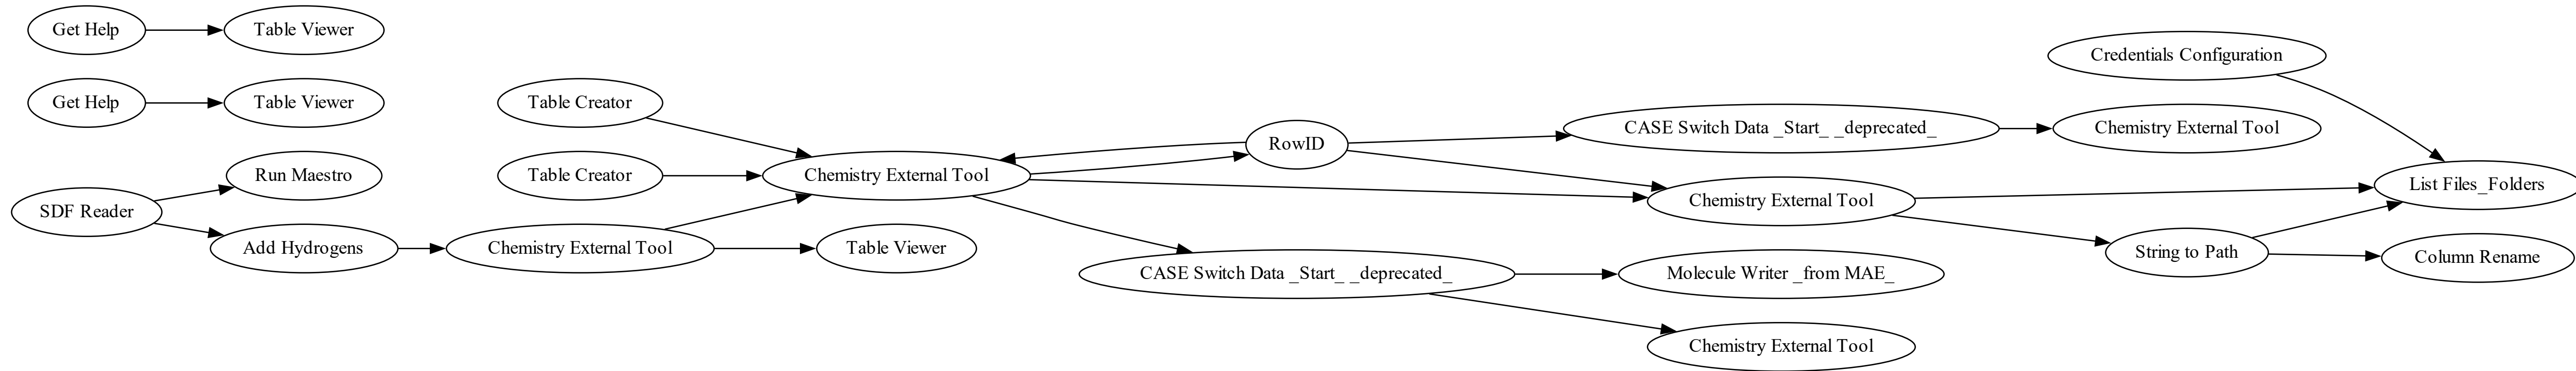 Get Help
Table Viewer
Get Help
Table Viewer
SDF Reader
Run Maestro
Add Hydrogens
Table Creator
Table Creator
Chemistry External Tool
Chemistry External Tool
Table Viewer
RowID
CASE Switch Data _Start_ _deprecated_
CASE Switch Data _Start_ _deprecated_
Chemistry External Tool
Molecule Writer _from MAE_
Chemistry External Tool
Credentials Configuration
Chemistry External Tool
String to Path
List Files_Folders
Column Rename